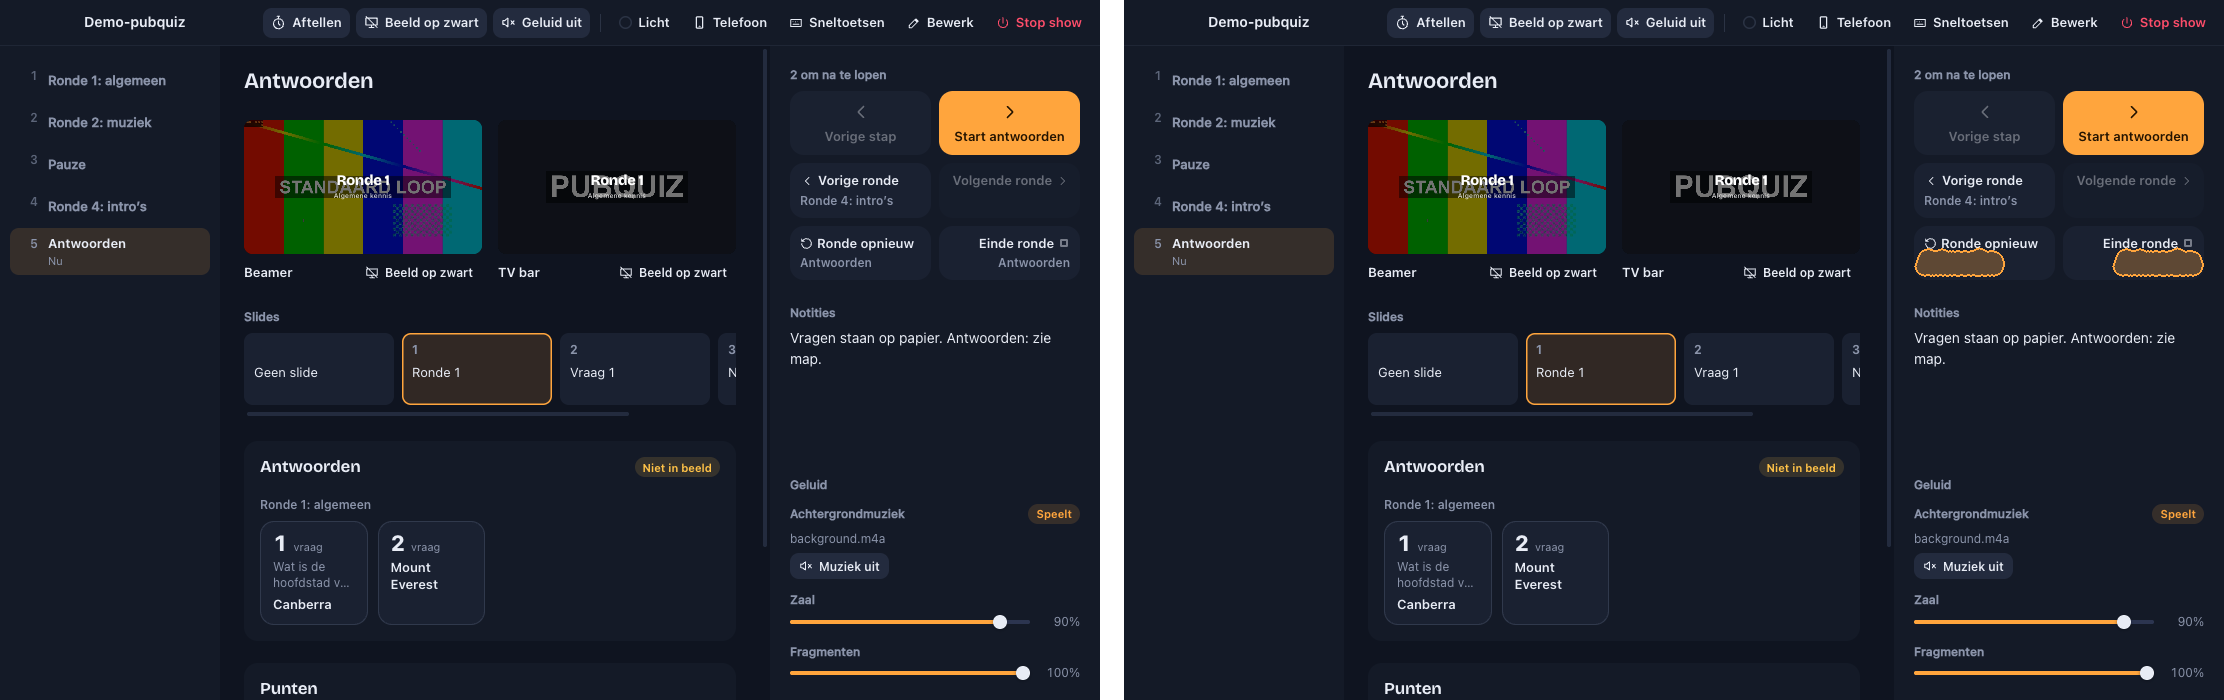 Demo-pubquiz
Aftellen
Beeld op zwart
Geluid uit
Licht
Telefoon
Sneltoetsen
Bewerk
Stop show
1 Ronde 1: algemeen
2 Ronde 2: muziek
3 Pauze
4 Ronde 4: intro's
5 Antwoorden
Nu
Antwoorden
STANDAARD LOOP
Ronde 1
Algemene kennis
PUBQUIZ
Ronde 1
Algemene kennis
Beamer
Beeld op zwart
TV bar
Beeld op zwart
Slides
Geen slide
1
Ronde 1
2
Vraag 1
3
N
Antwoorden
Niet in beeld
Ronde 1: algemeen
1 vraag
Wat is de
hoofdstad v...
Canberra
2 vraag
Mount
Everest
Punten
2 om na te lopen
Vorige stap
Start antwoorden
Vorige ronde
Ronde 4: intro's
Volgende ronde
Ronde opnieuw
Antwoorden
Einde ronde
Antwoorden
Notities
Vragen staan op papier. Antwoorden: zie
map.
Geluid
Achtergrondmuziek
Speelt
background.m4a
Muziek uit
Zaal
90%
Fragmenten
100%
Demo-pubquiz
Aftellen
Beeld op zwart
Geluid uit
Licht
Telefoon
Sneltoetsen
Bewerk
Stop show
1 Ronde 1: algemeen
2 Ronde 2: muziek
3 Pauze
4 Ronde 4: intro's
5 Antwoorden
Nu
Antwoorden
STANDAARD LOOP
Ronde 1
Algemene kennis
PUBQUIZ
Ronde 1
Algemene kennis
Beamer
Beeld op zwart
TV bar
Beeld op zwart
Slides
Geen slide
1
Ronde 1
2
Vraag 1
3
N
Antwoorden
Niet in beeld
Ronde 1: algemeen
1 vraag
Wat is de
hoofdstad v...
Canberra
2 vraag
Mount
Everest
Punten
2 om na te lopen
Vorige stap
Start antwoorden
Vorige ronde
Ronde 4: intro's
Volgende ronde
Ronde opnieuw
Einde ronde
Notities
Vragen staan op papier. Antwoorden: zie
map.
Geluid
Achtergrondmuziek
Speelt
background.m4a
Muziek uit
Zaal
90%
Fragmenten
100%